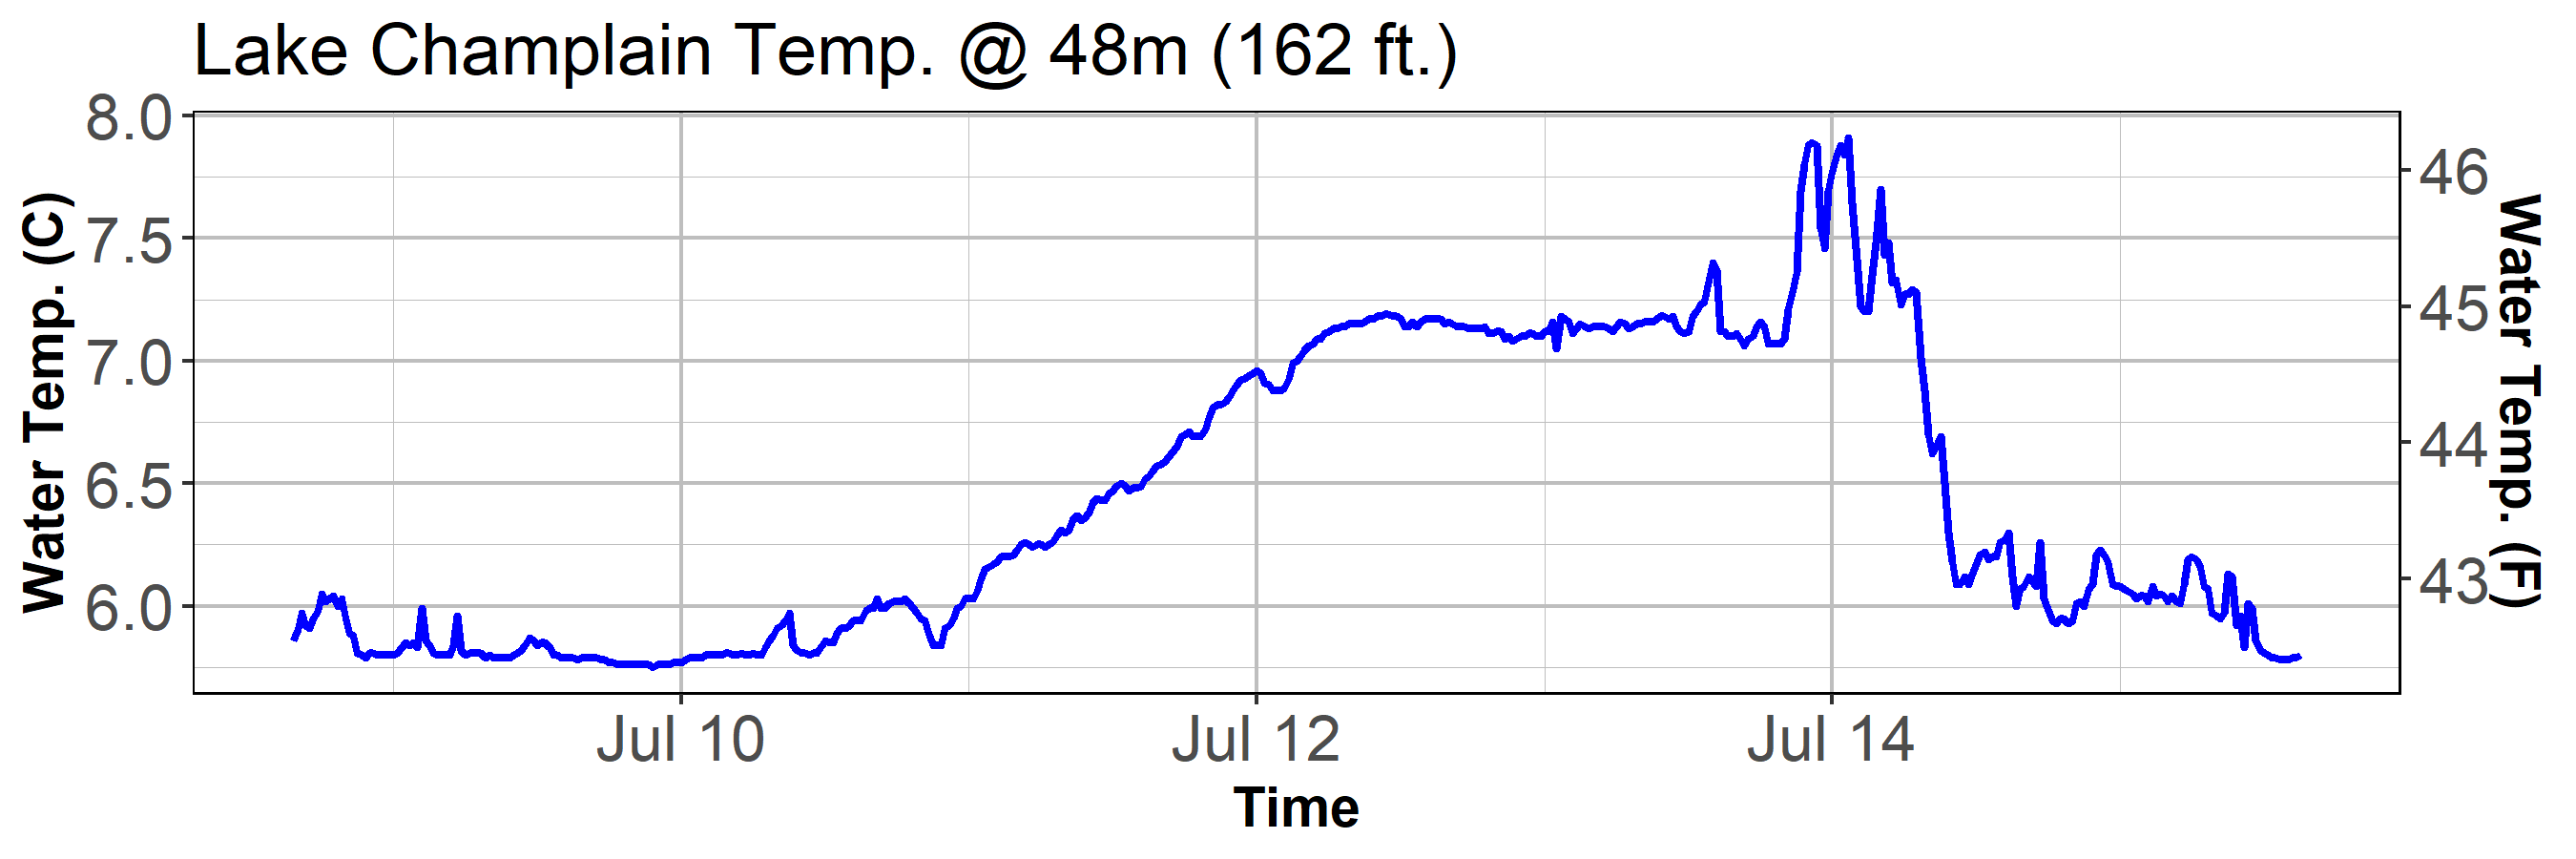 Lake Champlain Temp. @ 48m (162 ft.)
Water Temp. (C)
8.0
7.5
7.0
6.5
6.0
46
45
44
43
Water Temp. (F)
Jul 10 Jul 12 Jul 14
Time